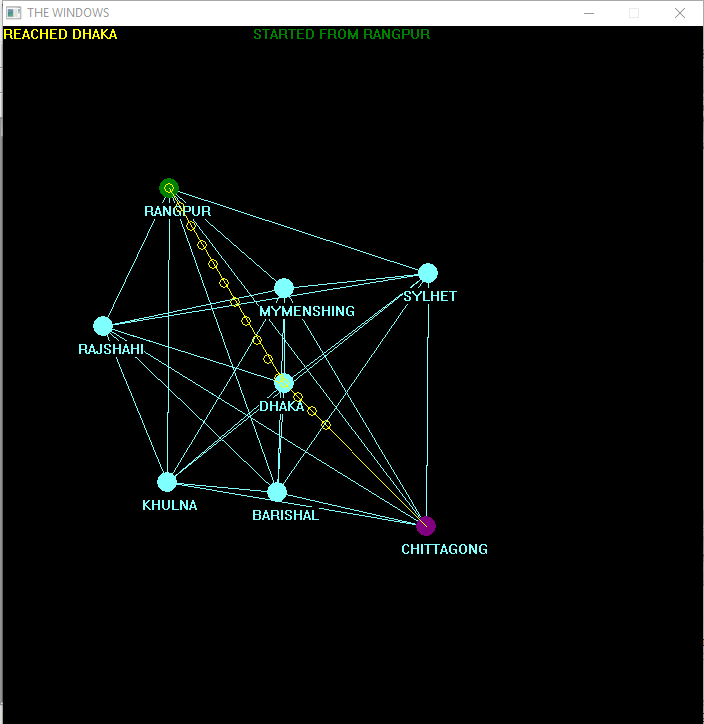 THE WINDOWS
REACHED DHAKA
STARTED FROM RANGPUR
RANGPUR
SYLHET
MYMENSHING
RAJSHAHI
DHAKA
KHULNA
BARISHAL
CHITTAGONG